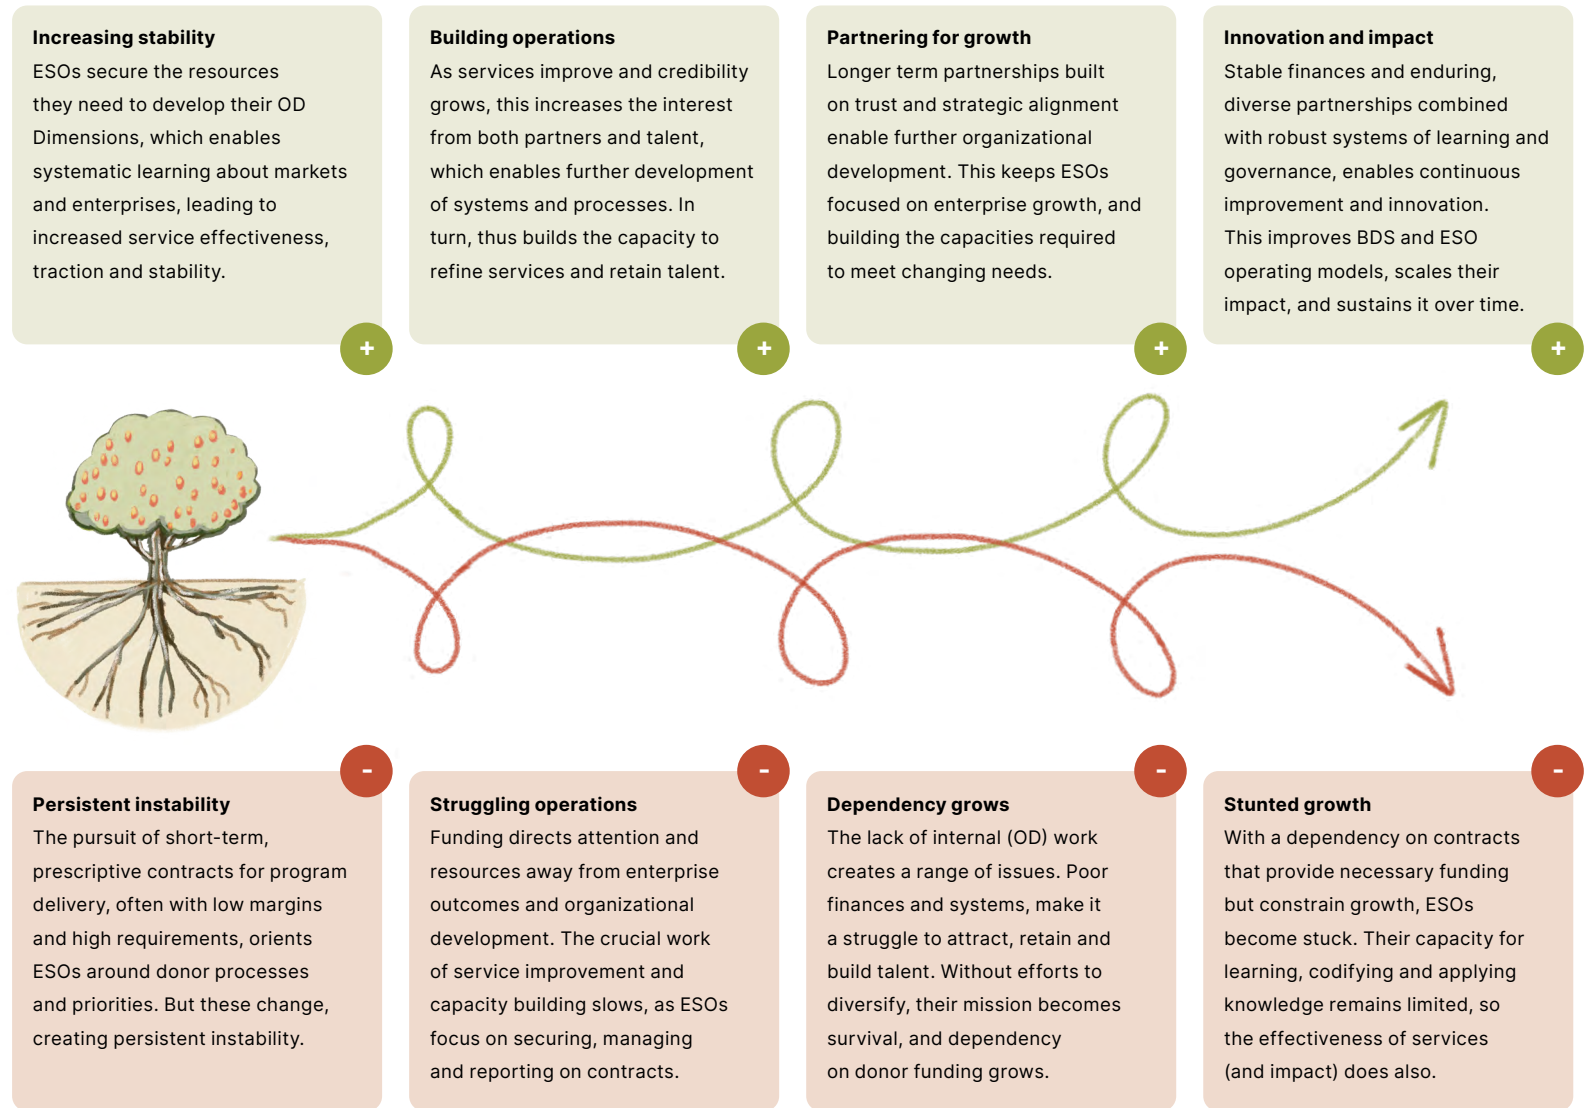 Increasing stability
ESOs secure the resources
they need to develop their OD
Dimensions, which enables
systematic learning about markets
and enterprises, leading to
increased service effectiveness,
traction and stability.
+
Building operations
As services improve and credibility
grows, this increases the interest
from both partners and talent,
which enables further development
of systems and processes. In
turn, thus builds the capacity to
refine services and retain talent.
+
Partnering for growth
Longer term partnerships built
on trust and strategic alignment
enable further organizational
development. This keeps ESOs
focused on enterprise growth, and
building the capacities required
to meet changing needs.
+
Innovation and impact
Stable finances and enduring,
diverse partnerships combined
with robust systems of learning and
governance, enables continuous
improvement and innovation.
This improves BDS and ESO
operating models, scales their
impact, and sustains it over time.
+
-
Persistent instability
The pursuit of short-term,
prescriptive contracts for program
delivery, often with low margins
and high requirements, orients
ESOs around donor processes
and priorities. But these change,
creating persistent instability.
-
Struggling operations
Funding directs attention and
resources away from enterprise
outcomes and organizational
development. The crucial work
of service improvement and
capacity building slows, as ESOs
focus on securing, managing
and reporting on contracts.
-
Dependency grows
The lack of internal (OD) work
creates a range of issues. Poor
finances and systems, make it
a struggle to attract, retain and
build talent. Without efforts to
diversify, their mission becomes
survival, and dependency
on donor funding grows.
-
Stunted growth
With a dependency on contracts
that provide necessary funding
but constrain growth, ESOs
become stuck. Their capacity for
learning, codifying and applying
knowledge remains limited, so
the effectiveness of services
(and impact) does also.